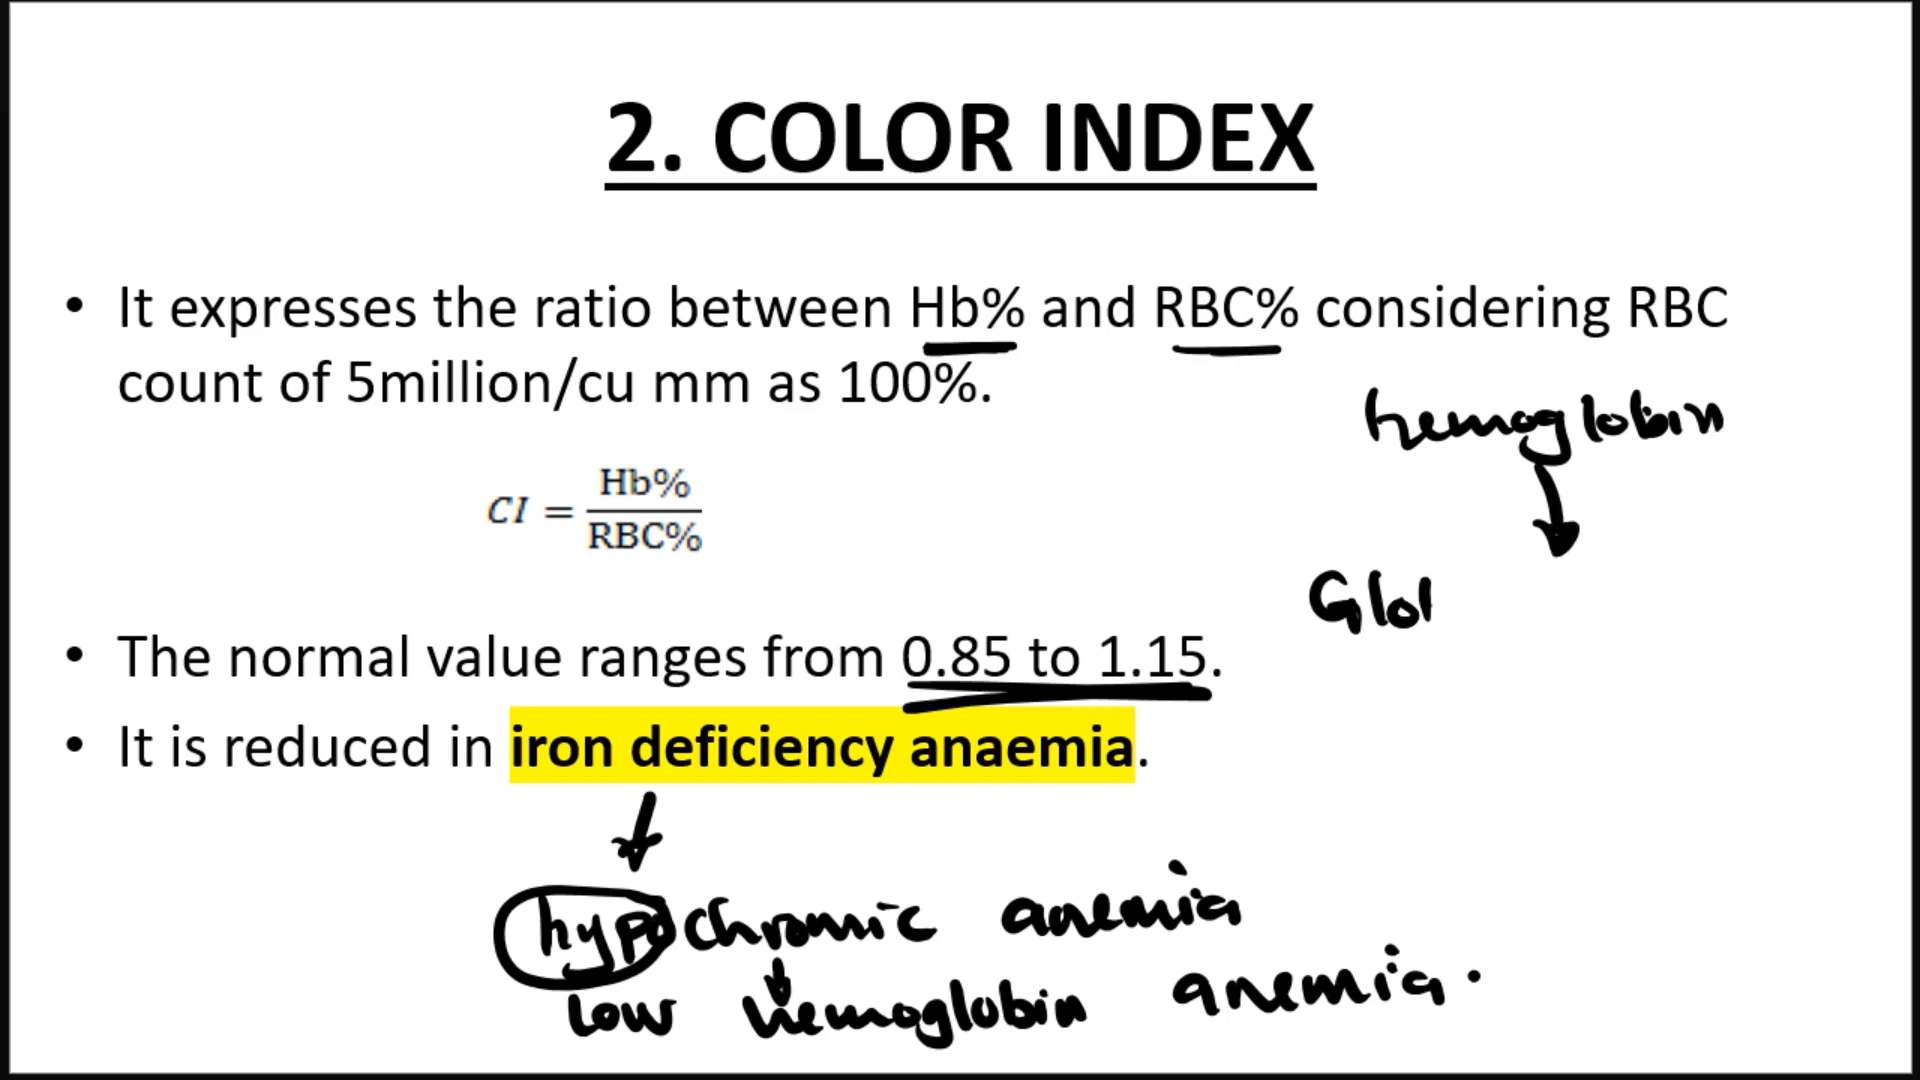 2. COLOR INDEX
• It expresses the ratio between Hb% and RBC% considering RBC
count of 5million/cu mm as 100%.
hemoglobin
CI = Hb% / RBC%
Glol
• The normal value ranges from 0.85 to 1.15.
• It is reduced in iron deficiency anaemia.
hypochromic anemia
low hemoglobin anemia.